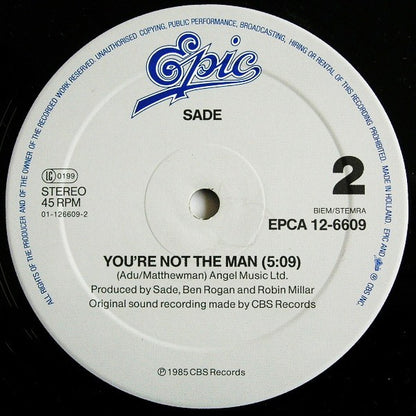 ALL RIGHTS OF THE PRODUCER AND OF THE OWNER OF THE RECORDED WORK RESERVED. UNAUTHORISED COPYING, PUBLIC PERFORMANCE, BROADCASTING, HIRING OR RENTAL OF THIS RECORDING PROHIBITED. MADE IN HOLLAND. EPIC AND Epic CBS INC.
Epic
SADE
LC 0199
STEREO
45 RPM
01-126609-2
2
BIEM/STEMRA
EPCA 12-6609
YOU'RE NOT THE MAN (5:09)
(Adu/Matthewman) Angel Music Ltd.
Produced by Sade, Ben Rogan and Robin Millar
Original sound recording made by CBS Records
℗ 1985 CBS Records